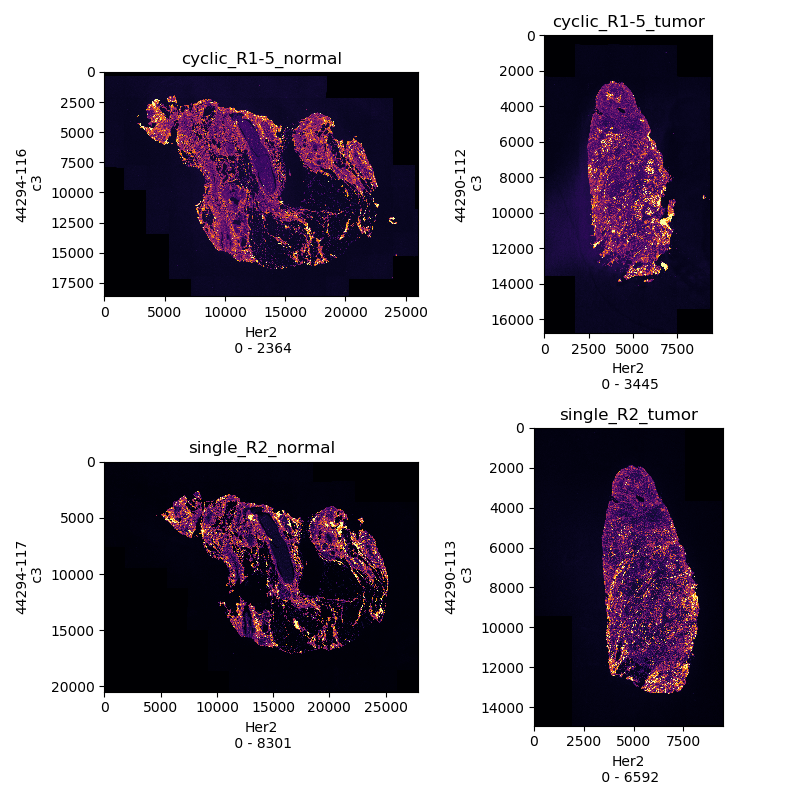 cyclic_R1-5_normal
0
2500
5000
7500
10000
12500
15000
17500
44294-116
c3
0 5000 10000 15000 20000 25000
Her2
0 - 2364
cyclic_R1-5_tumor
0
2000
4000
6000
8000
10000
12000
14000
16000
44290-112
c3
0 2500 5000 7500
Her2
0 - 3445
single_R2_normal
0
5000
10000
15000
20000
44294-117
c3
0 5000 10000 15000 20000 25000
Her2
0 - 8301
single_R2_tumor
0
2000
4000
6000
8000
10000
12000
14000
44290-113
c3
0 2500 5000 7500
Her2
0 - 6592